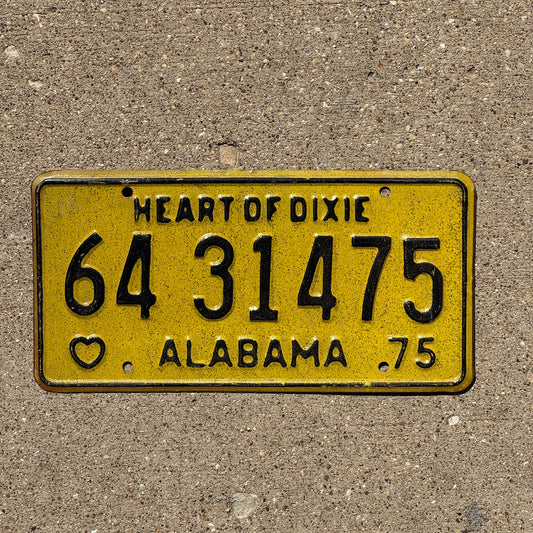 HEART OF DIXIE
64 31475
ALABAMA .75